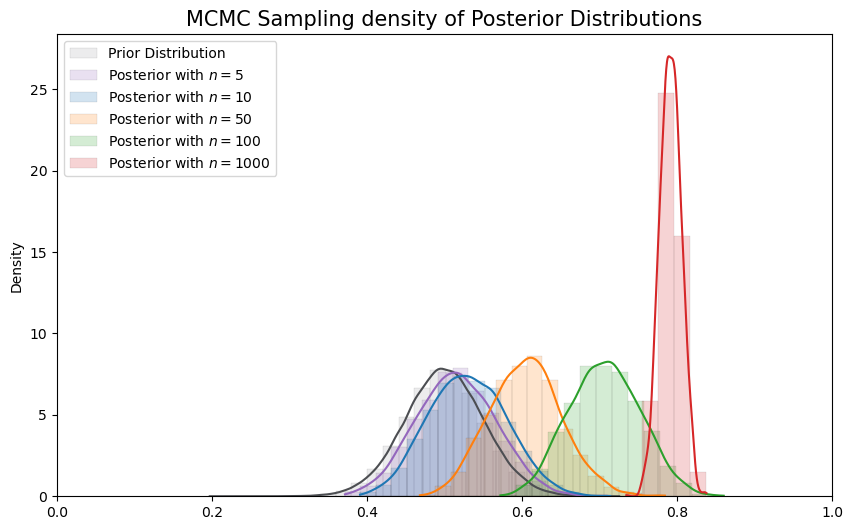 MCMC Sampling density of Posterior Distributions
Prior Distribution
Posterior with n = 5
Posterior with n = 10
Posterior with n = 50
Posterior with n = 100
Posterior with n = 1000
Density
25
20
15
10
5
0
0.0 0.2 0.4 0.6 0.8 1.0